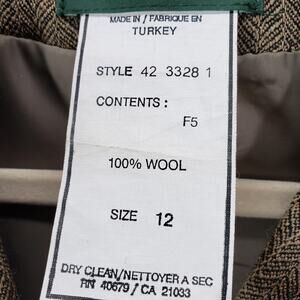 MADE IN / FABRIQUE EN
TURKEY
STYLE 42 3328 1
CONTENTS :
F5
100% WOOL
SIZE 12
DRY CLEAN/NETTOYER A SEC
RN 40679 / CA 21033